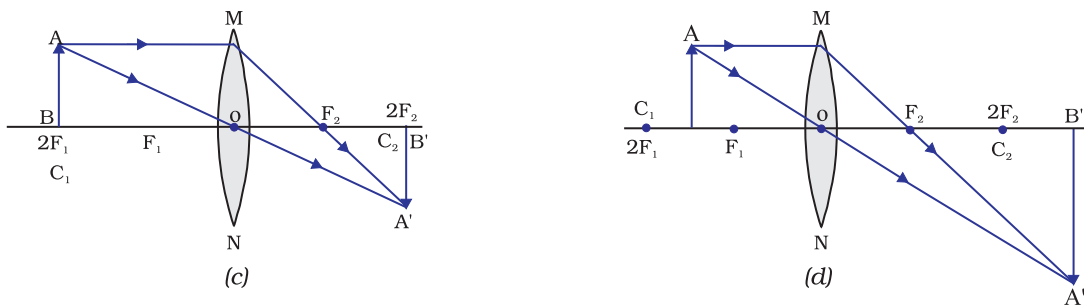 M
A
B
O
F₂
2F₂
2F₁
F₁
C₂
B'
C₁
A'
N
(c)
M
A
C₁
O
F₂
2F₂
B'
2F₁
F₁
C₂
N
A'
(d)